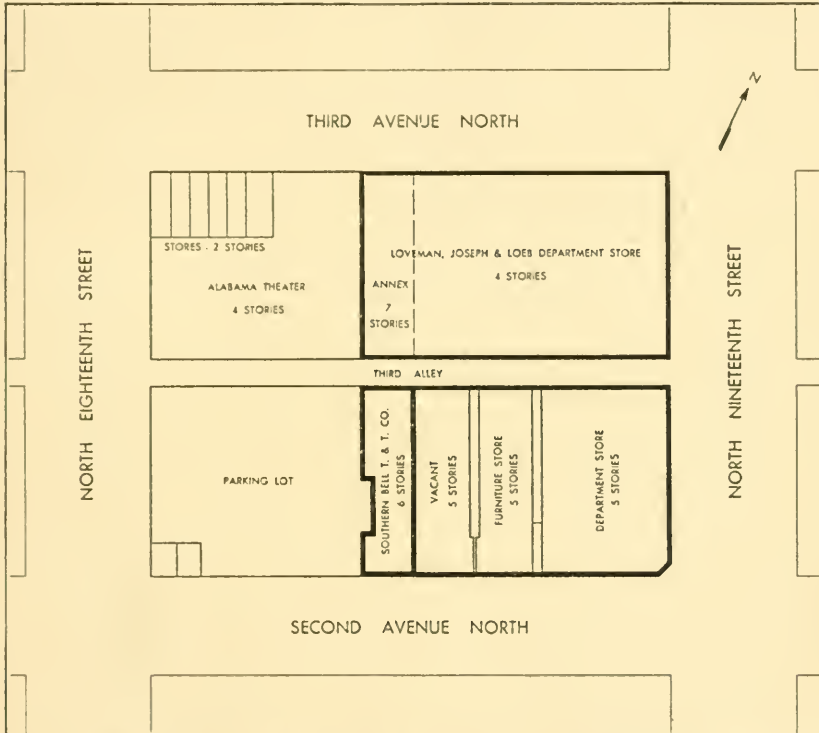 N
THIRD AVENUE NORTH
NORTH EIGHTEENTH STREET
STORES - 2 STORIES
ALABAMA THEATER
4 STORIES
ANNEX
7
STORIES
LOVEMAN, JOSEPH & LOEB DEPARTMENT STORE
4 STORIES
NORTH NINETEENTH STREET
THIRD ALLEY
PARKING LOT
SOUTHERN BELL T. & T. CO.
6 STORIES
VACANT
5 STORIES
FURNITURE STORE
5 STORIES
DEPARTMENT STORE
5 STORIES
SECOND AVENUE NORTH